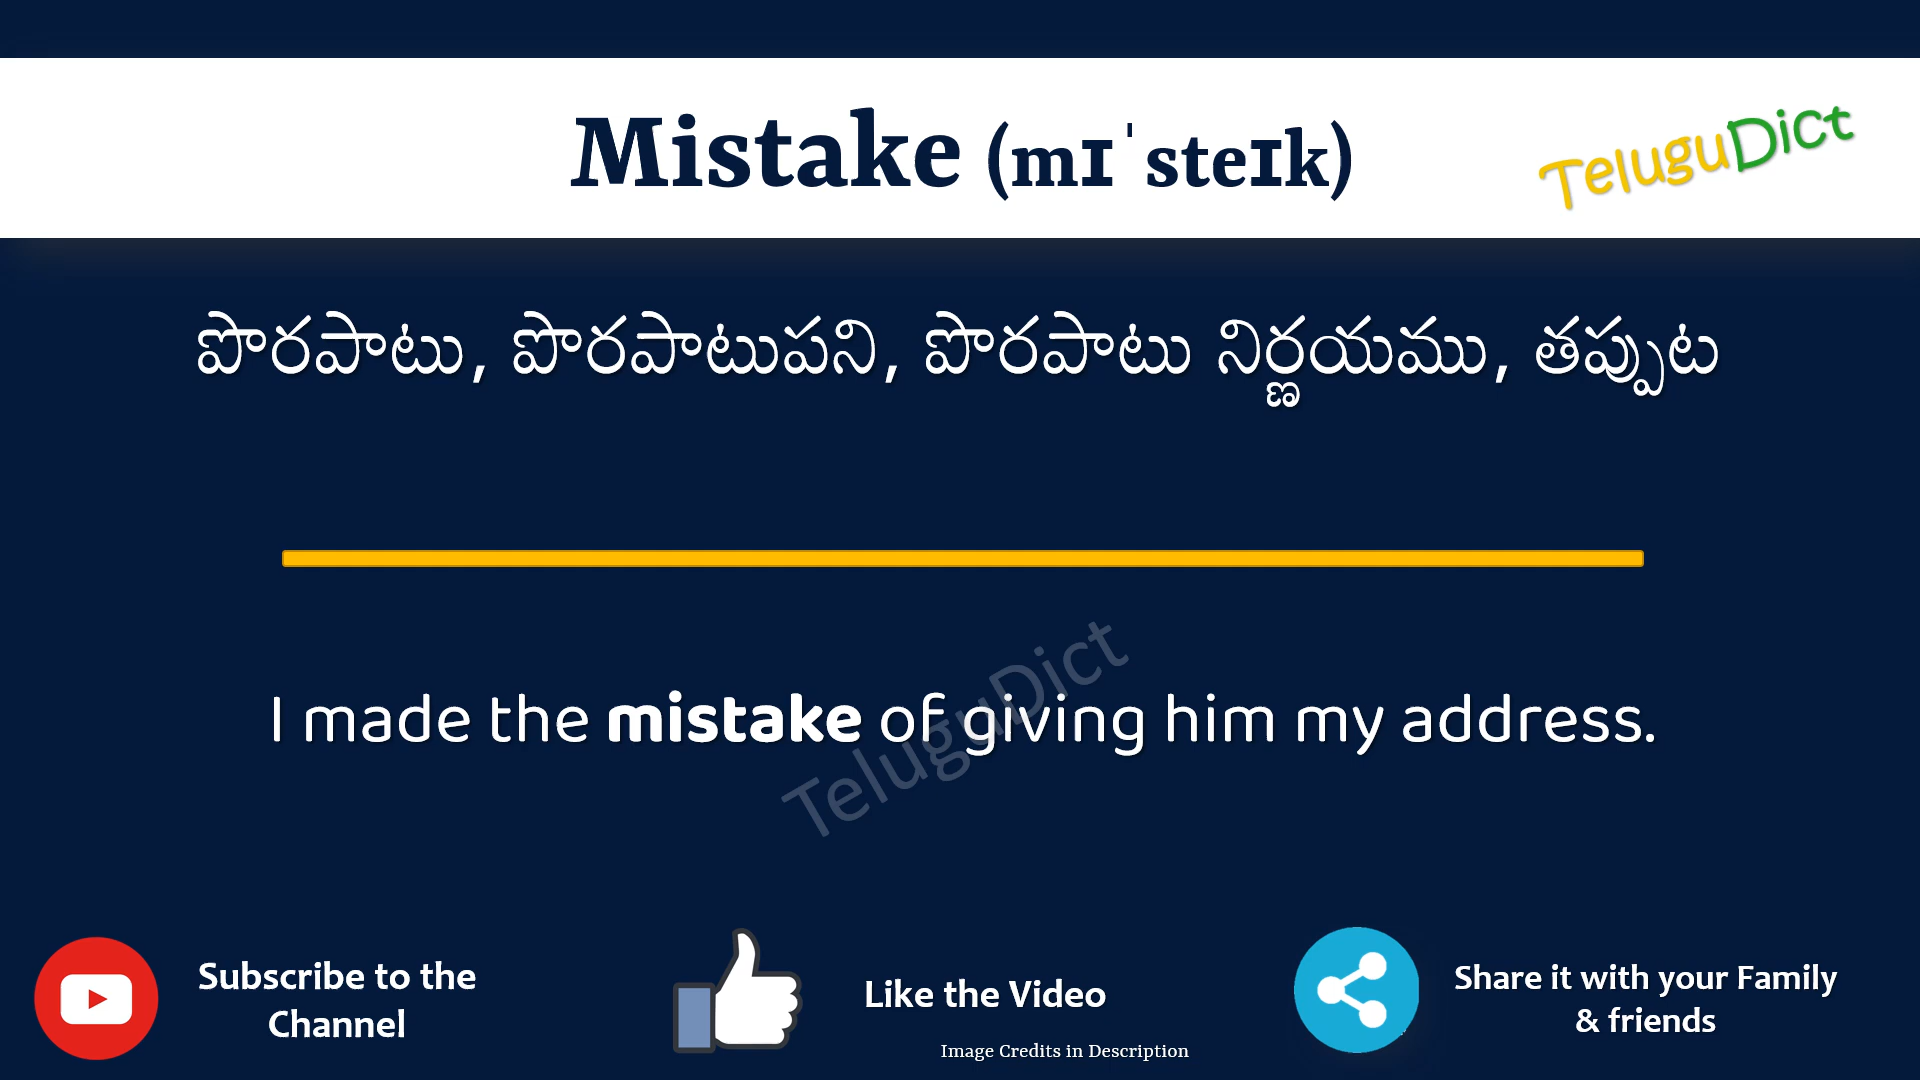 Mistake (mɪˈsteɪk)
TeluguDict
పొరపాటు, పొరపాటుపని, పొరపాటు నిర్ణయము, తప్పుట
I made the mistake of giving him my address.
TeluguDict
Subscribe to the
Channel
Like the Video
Share it with your Family
& friends
Image Credits in Description